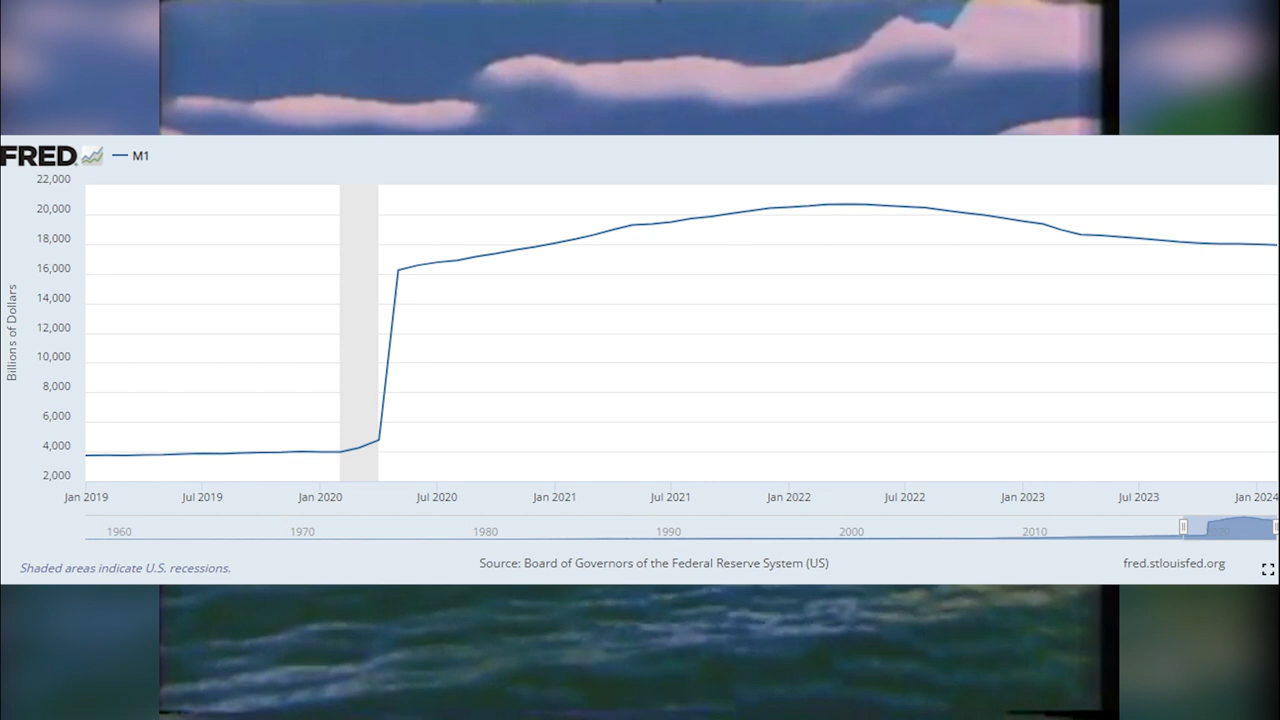 FRED M1
22,000
20,000
18,000
16,000
14,000
12,000
10,000
8,000
6,000
4,000
2,000
Billions of Dollars
Jan 2019 Jul 2019 Jan 2020 Jul 2020 Jan 2021 Jul 2021 Jan 2022 Jul 2022 Jan 2023 Jul 2023 Jan 2024
1960 1970 1980 1990 2000 2010 2020
Shaded areas indicate U.S. recessions.
Source: Board of Governors of the Federal Reserve System (US)
fred.stlouisfed.org